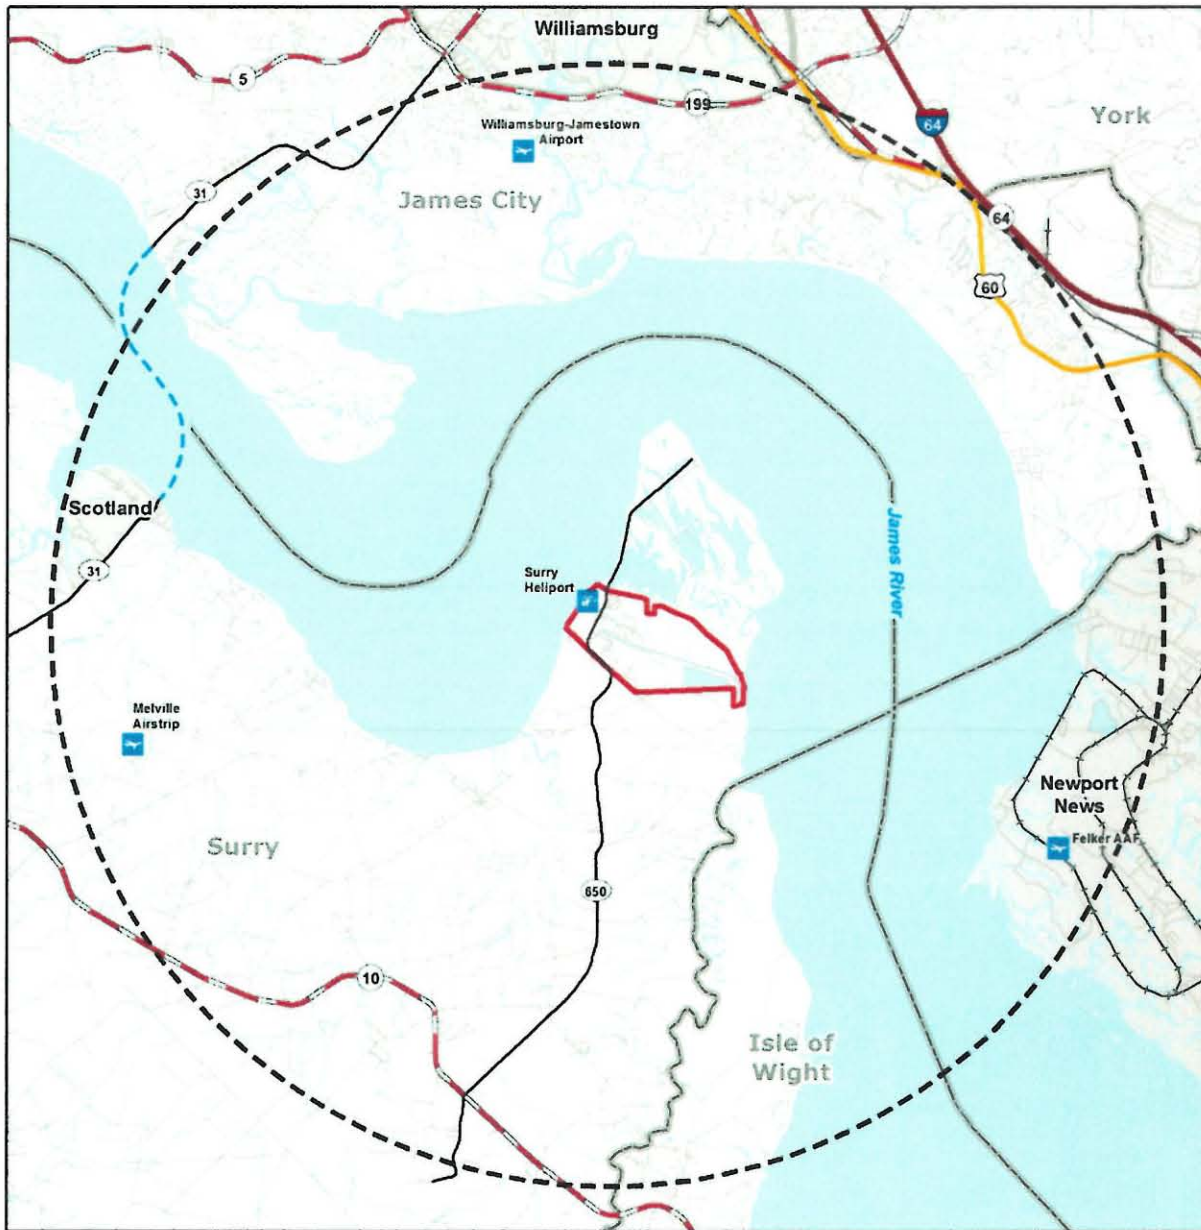 Williamsburg
5
199
64
York
Williamsburg-Jamestown
Airport
31
James City
64
60
Scotland
31
Surry
Heliport
James River
Melville
Airstrip
Newport
News
Felker AAF
Surry
650
10
Isle of
Wight